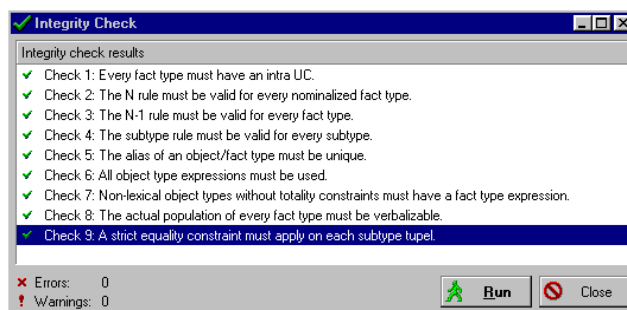 Integrity Check
Integrity check results
Check 1: Every fact type must have an intra UC.
Check 2: The N rule must be valid for every nominalized fact type.
Check 3: The N-1 rule must be valid for every fact type.
Check 4: The subtype rule must be valid for every subtype.
Check 5: The alias of an object/fact type must be unique.
Check 6: All object type expressions must be used.
Check 7: Non-lexical object types without totality constraints must have a fact type expression.
Check 8: The actual population of every fact type must be verbalizable.
Check 9: A strict equality constraint must apply on each subtype tupel.
Errors: 0
Warnings: 0
Run Close